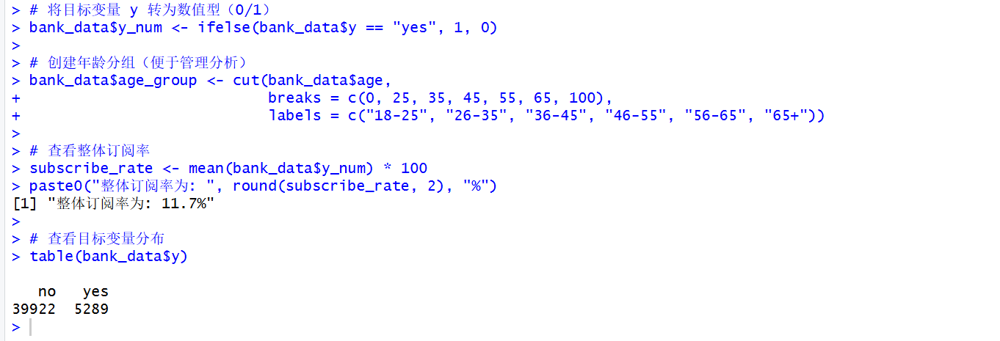 > # 将目标变量 y 转为数值型（0/1）
> bank_data$y_num <- ifelse(bank_data$y == "yes", 1, 0)
>
> # 创建年龄分组（便于管理分析）
> bank_data$age_group <- cut(bank_data$age,
+                            breaks = c(0, 25, 35, 45, 55, 65, 100),
+                            labels = c("18-25", "26-35", "36-45", "46-55", "56-65", "65+"))
>
> # 查看整体订阅率
> subscribe_rate <- mean(bank_data$y_num) * 100
> paste0("整体订阅率为: ", round(subscribe_rate, 2), "%")
[1] "整体订阅率为: 11.7%"
>
> # 查看目标变量分布
> table(bank_data$y)

   no   yes
39922  5289
>